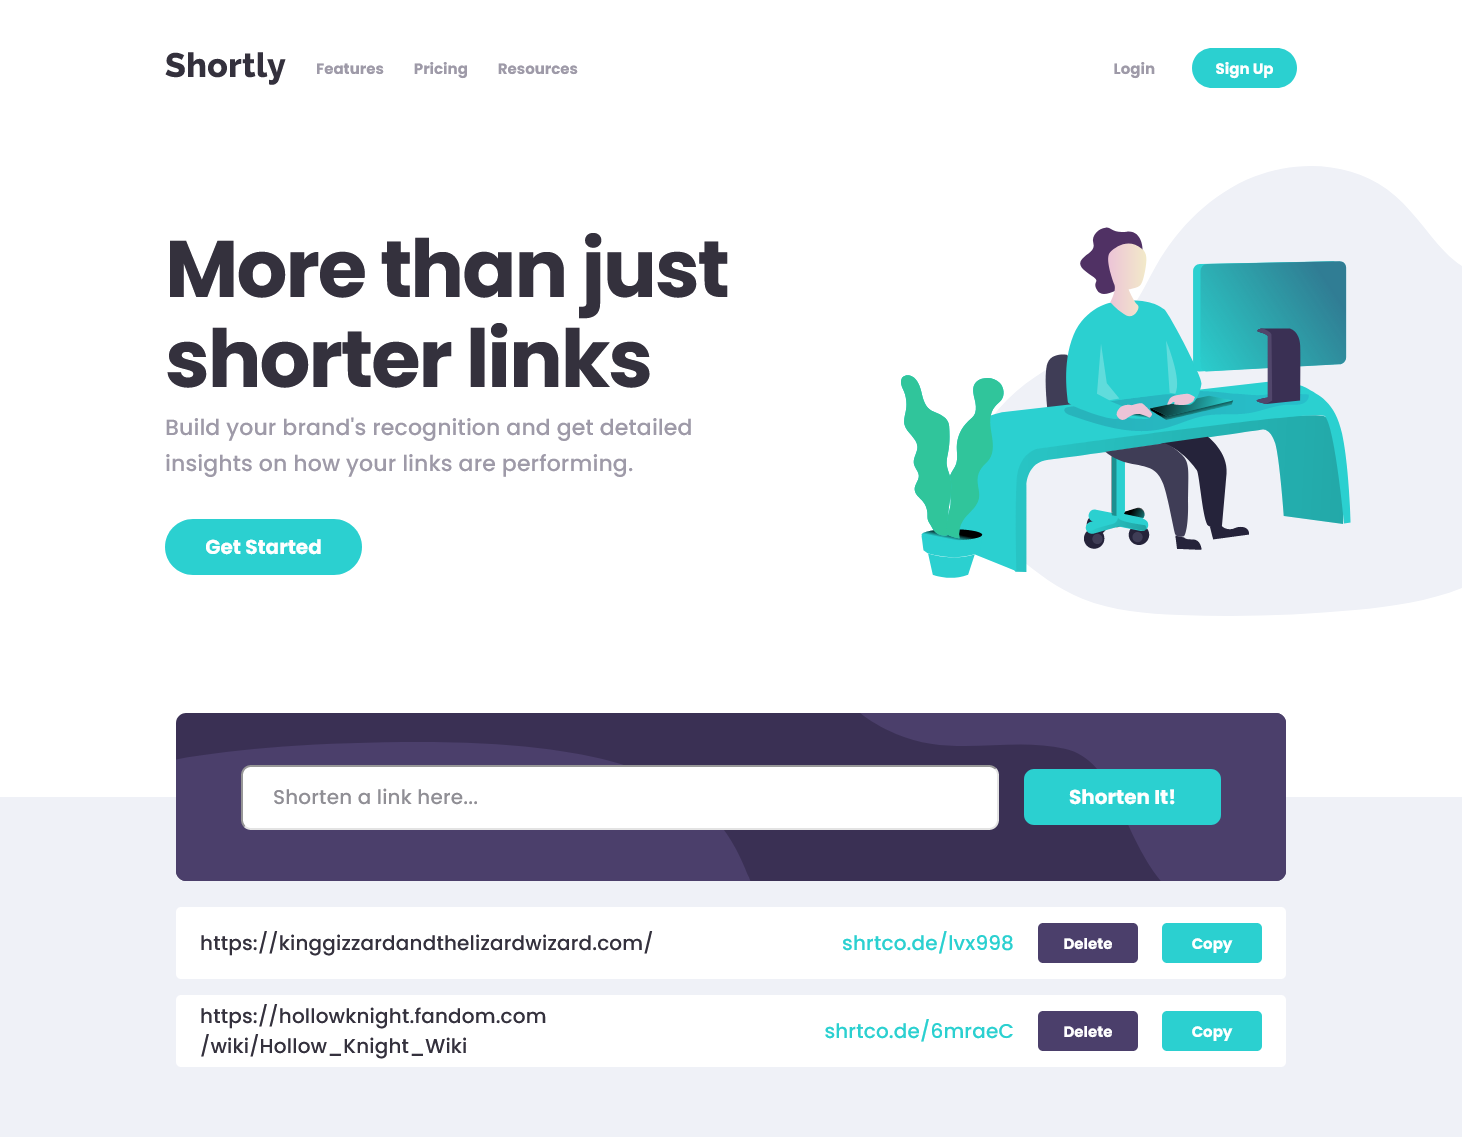 Shortly Features Pricing Resources Login Sign Up
More than just
shorter links
Build your brand's recognition and get detailed
insights on how your links are performing.
Get Started
Shorten a link here... Shorten It!
https://kinggizzardandthelizardwizard.com/ shrtco.de/lvx998 Delete Copy
https://hollowknight.fandom.com
/wiki/Hollow_Knight_Wiki shrtco.de/6mraeC Delete Copy